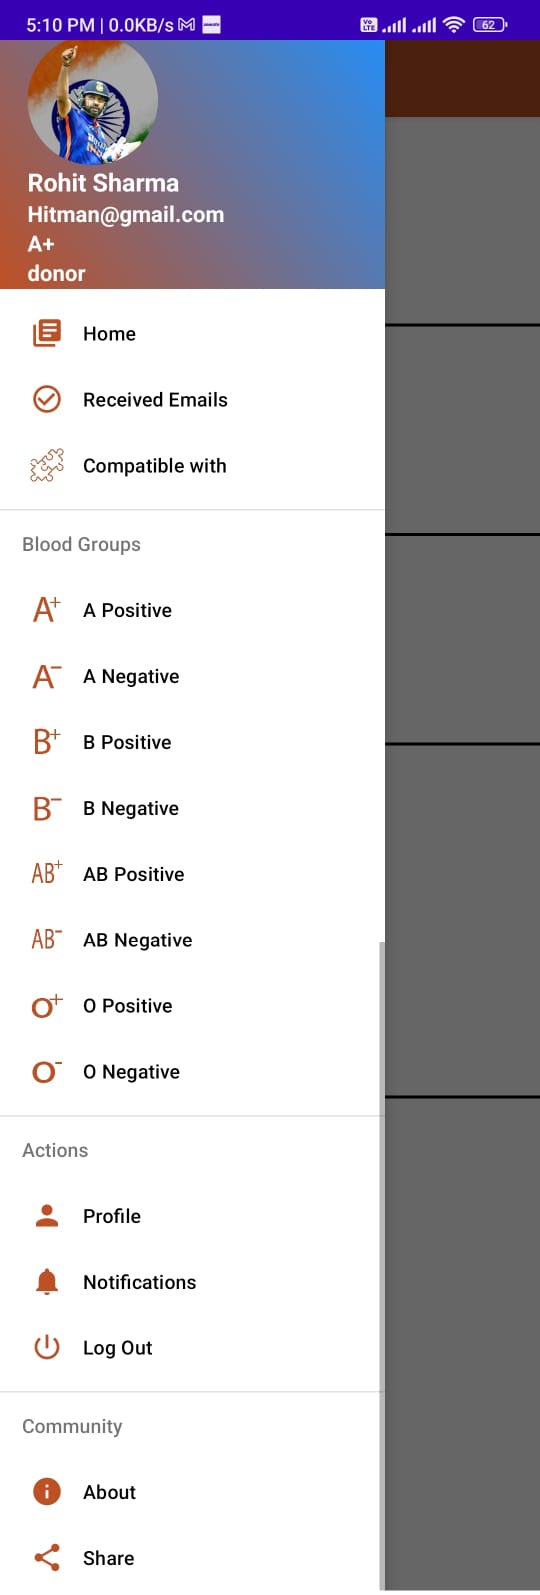 5:10 PM | 0.0KB/s
Vo LTE
62
Rohit Sharma
Hitman@gmail.com
A+
donor
Home
Received Emails
Compatible with
Blood Groups
A+ A Positive
A- A Negative
B+ B Positive
B- B Negative
AB+ AB Positive
AB- AB Negative
O+ O Positive
O- O Negative
Actions
Profile
Notifications
Log Out
Community
About
Share